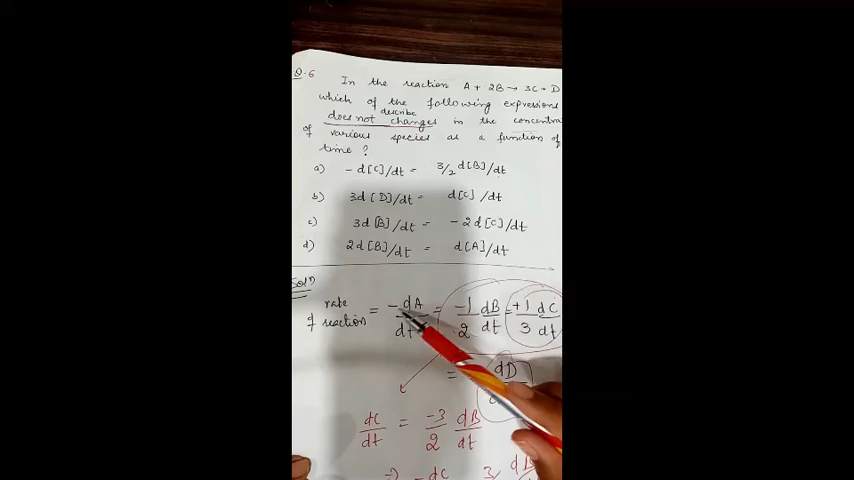 Q.6 In the reaction A + 2B → 3C + D
which of the following expressions
does not describe changes in the concentra
of various species as a function of
time ?
a) -d[C]/dt = 3/2 d[B]/dt
b) 3d[D]/dt = d[C]/dt
c) 3d[B]/dt = -2d[C]/dt
d) 2d[B]/dt = d[A]/dt
Solⁿ
rate of reaction = -dA/dt = -1/2 dB/dt = +1/3 dC/dt
= dD
dC/dt = -3/2 dB/dt
⇒ -dC 3 dB